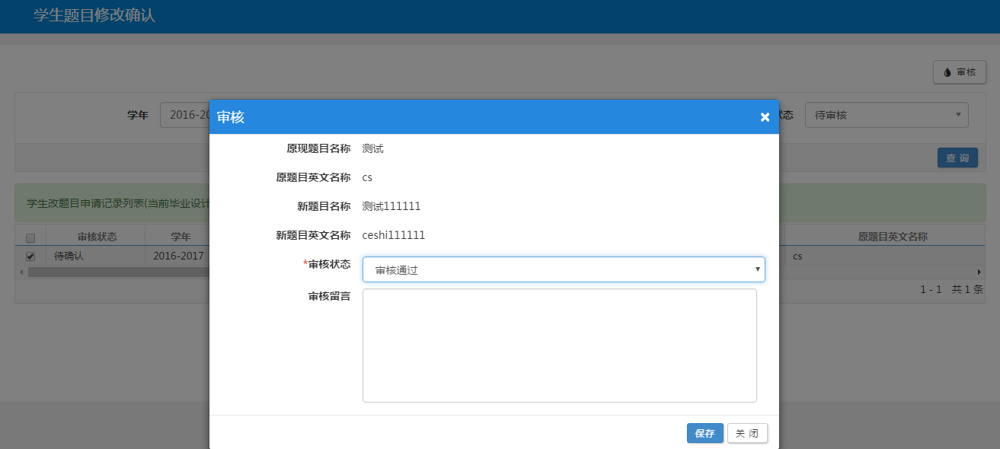 学生题目修改确认
审核
学年 2016-20
状态 待审核
查 询
学生改题目申请记录列表(当前毕业设计
审核状态 学年 原题目英文名称
待确认 2016-2017 cs
1 - 1 共 1 条
审核 ×
原现题目名称 测试
原题目英文名称 cs
新题目名称 测试111111
新题目英文名称 ceshi111111
*审核状态 审核通过
审核留言
保存 关 闭